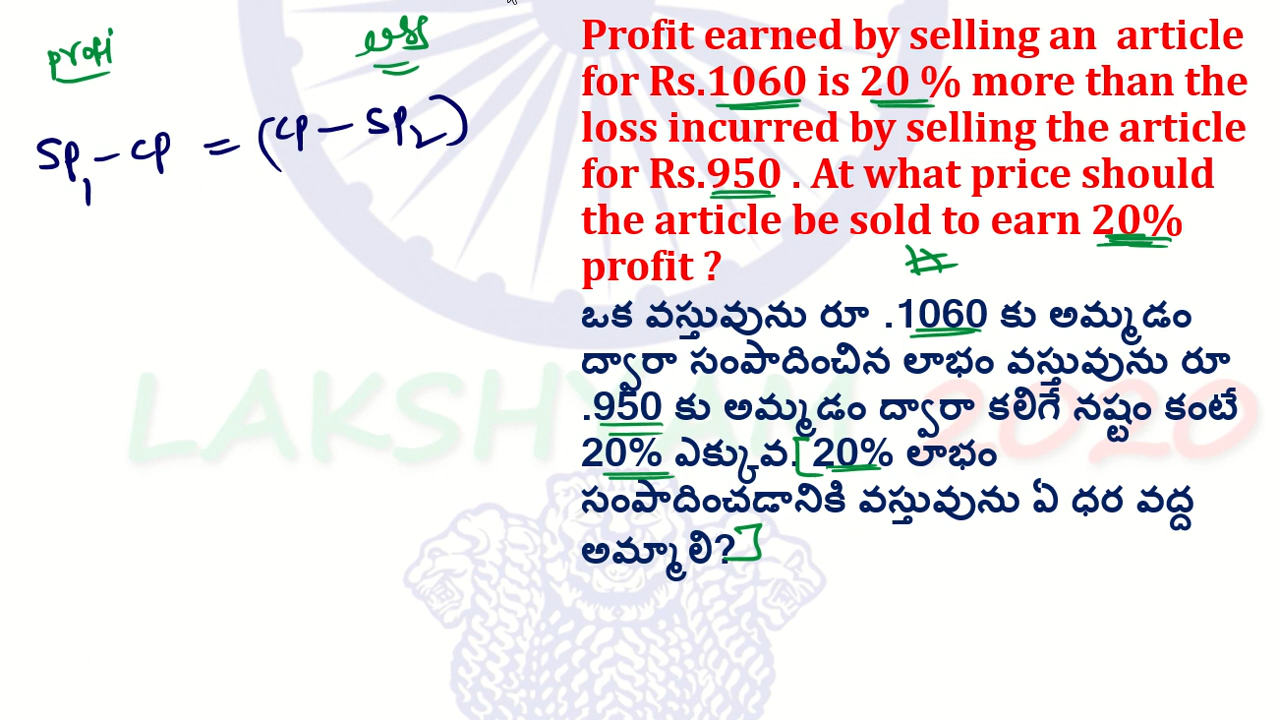 profi
loss
SP1 - CP = (CP - SP2)
Profit earned by selling an article
for Rs.1060 is 20 % more than the
loss incurred by selling the article
for Rs.950 . At what price should
the article be sold to earn 20%
profit ?
ఒక వస్తువును రూ .1060 కు అమ్మడం
ద్వారా సంపాదించిన లాభం వస్తువును రూ
.950 కు అమ్మడం ద్వారా కలిగే నష్టం కంటే
20% ఎక్కువ. [20% లాభం
సంపాదించడానికి వస్తువును ఏ ధర వద్ద
అమ్మాలి?]
LAKSHYAM 2020